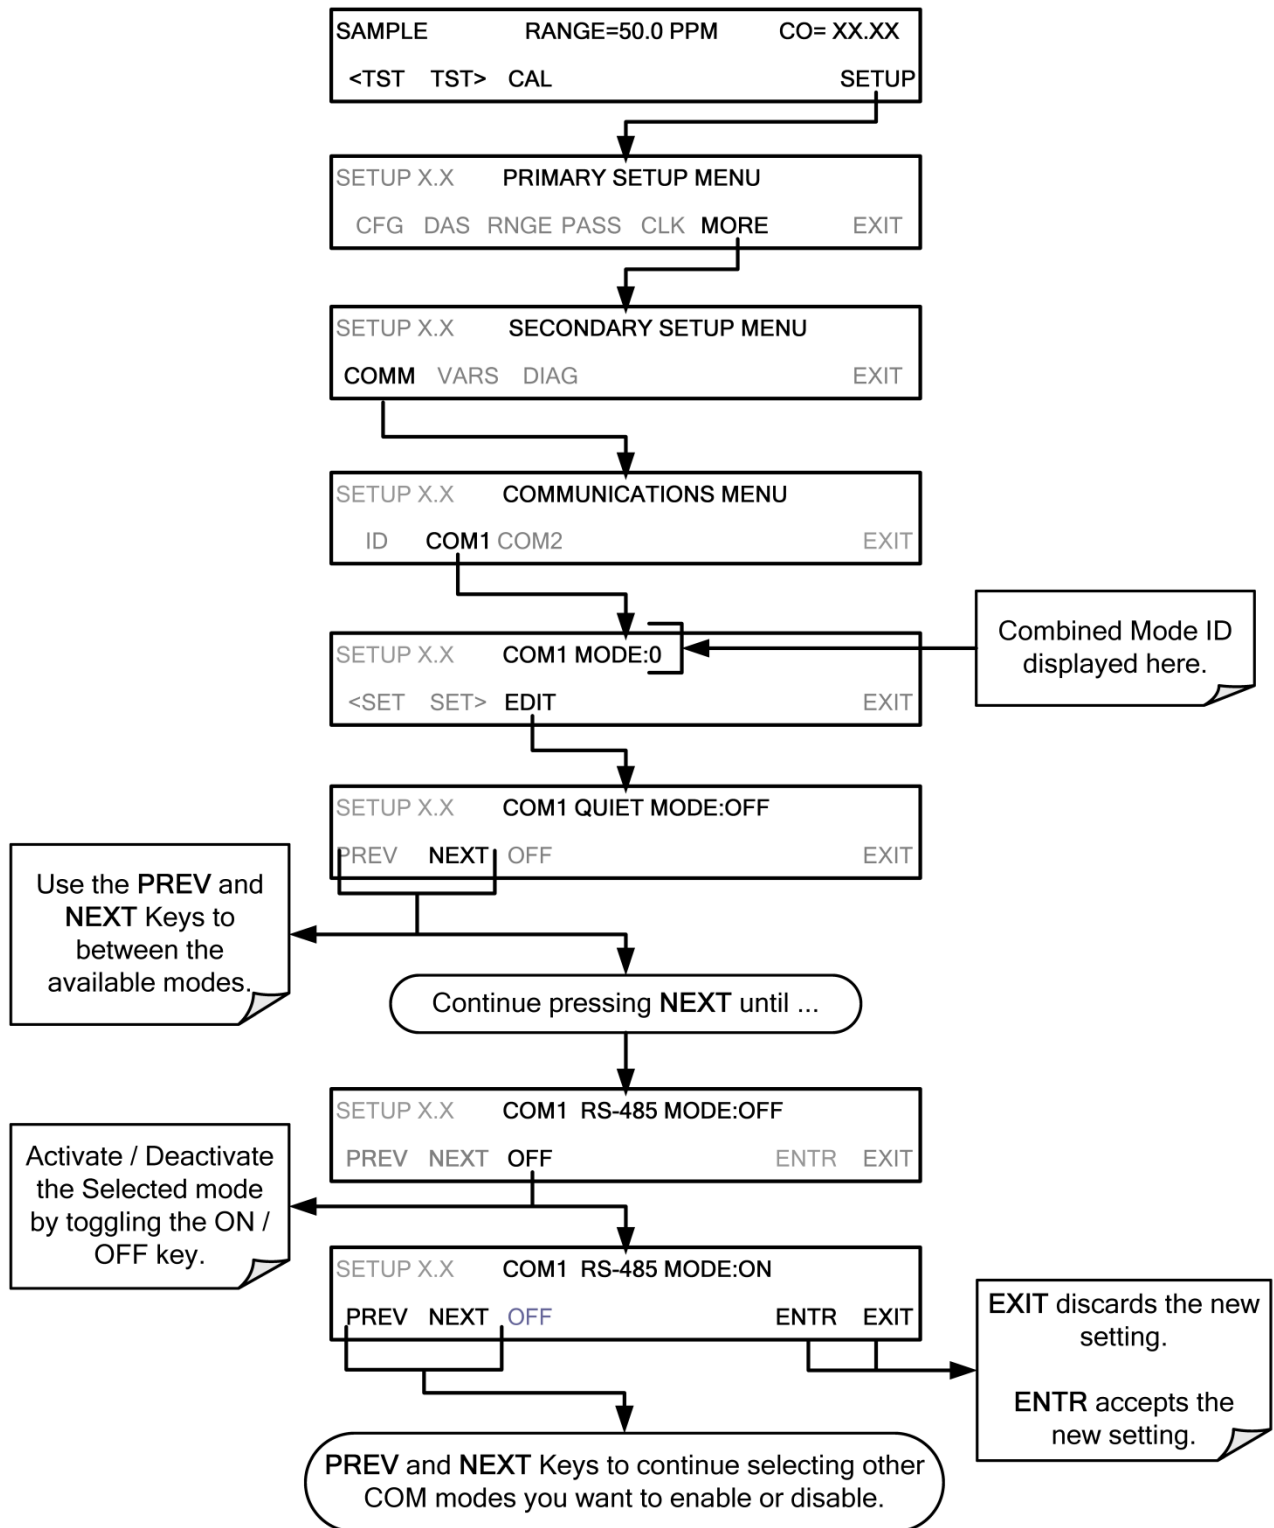 SAMPLE RANGE=50.0 PPM CO= XX.XX
<TST TST> CAL SETUP
SETUP X.X PRIMARY SETUP MENU
CFG DAS RNGE PASS CLK MORE EXIT
SETUP X.X SECONDARY SETUP MENU
COMM VARS DIAG EXIT
SETUP X.X COMMUNICATIONS MENU
ID COM1 COM2 EXIT
Combined Mode ID
displayed here.
SETUP X.X COM1 MODE:0
<SET SET> EDIT EXIT
SETUP X.X COM1 QUIET MODE:OFF
PREV NEXT OFF EXIT
Use the PREV and
NEXT Keys to
between the
available modes.
Continue pressing NEXT until ...
SETUP X.X COM1 RS-485 MODE:OFF
PREV NEXT OFF ENTR EXIT
Activate / Deactivate
the Selected mode
by toggling the ON /
OFF key.
SETUP X.X COM1 RS-485 MODE:ON
PREV NEXT OFF ENTR EXIT
EXIT discards the new
setting.
ENTR accepts the
new setting.
PREV and NEXT Keys to continue selecting other
COM modes you want to enable or disable.